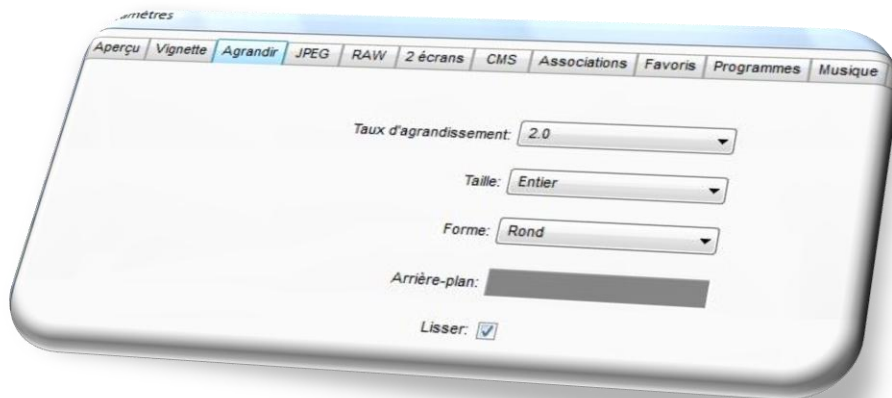 Aperçu Vignette Agrandir JPEG RAW 2 écrans CMS Associations Favoris Programmes Musique
Taux d'agrandissement: 2.0
Taille: Entier
Forme: Rond
Arrière-plan:
Lisser: